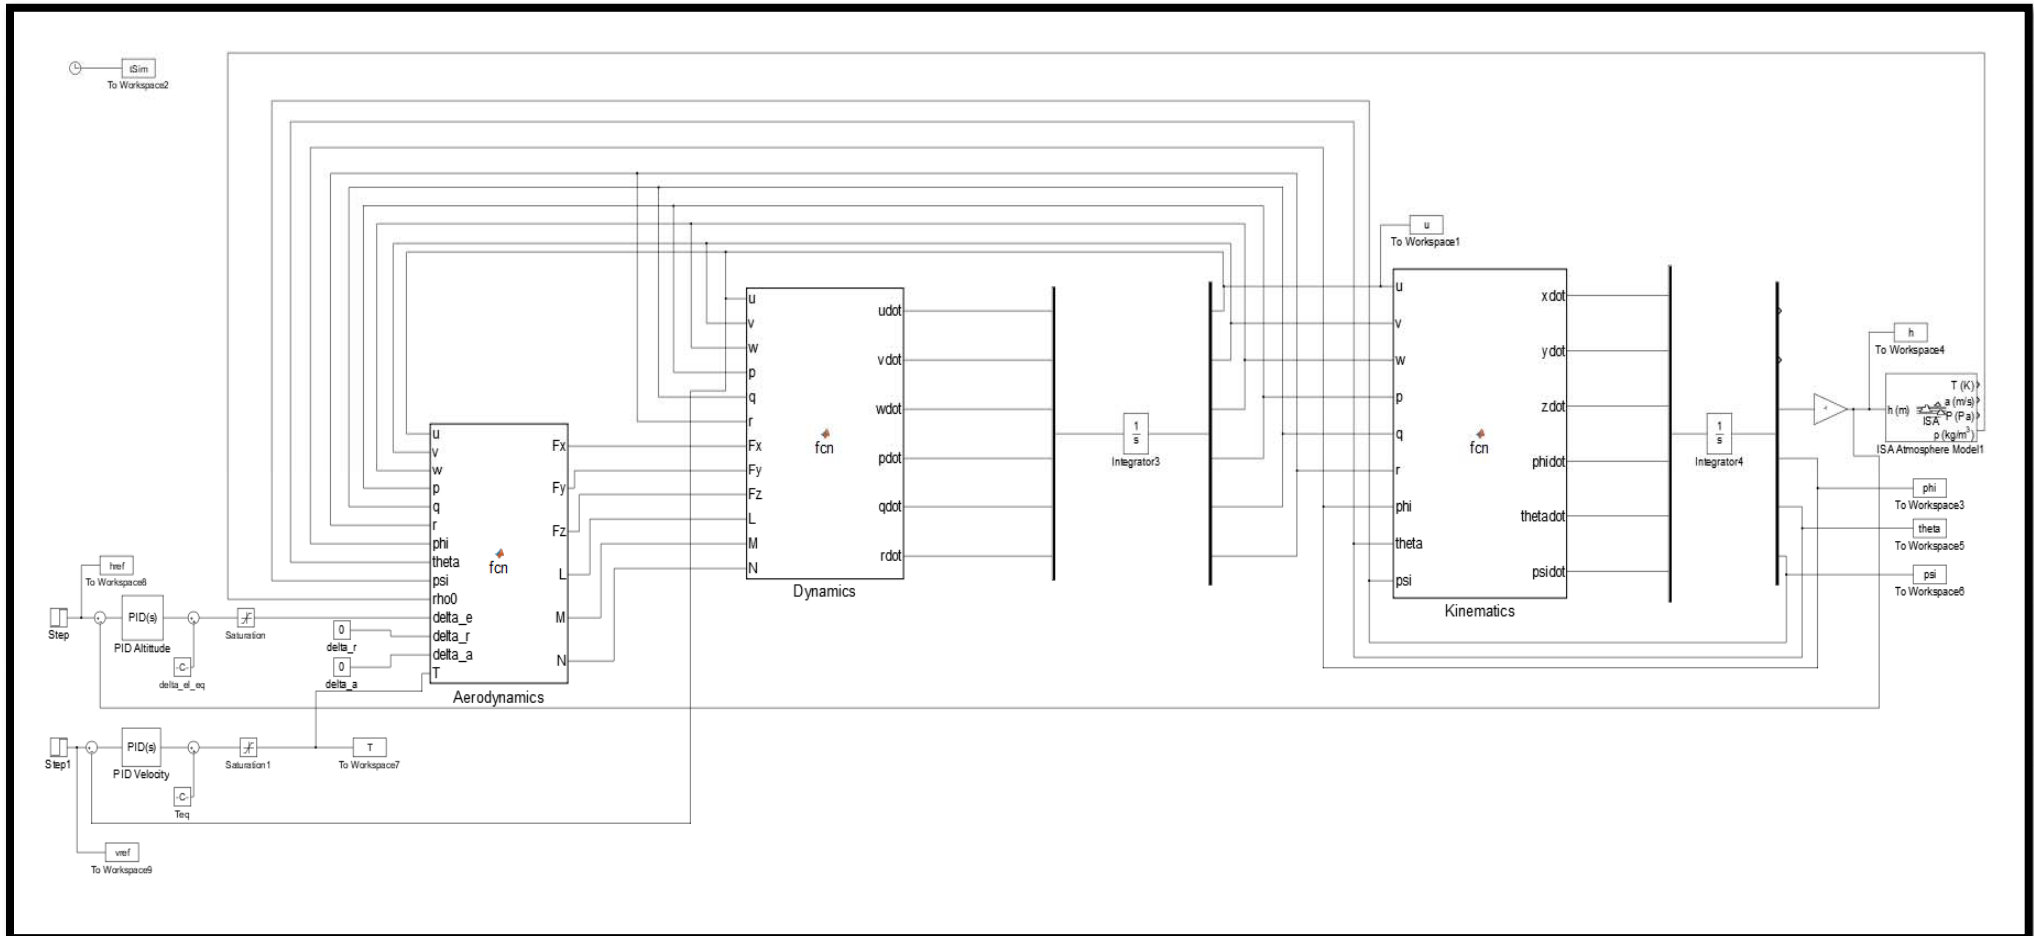 tSim
To Workspace2
u
To Workspace1
h
To Workspace4
h (m)
ISA
T (K)
a (m/s)
P (Pa)
ρ (kg/m³)
ISA Atmosphere Model1
phi
To Workspace3
theta
To Workspace5
psi
To Workspace6
href
To Workspace8
Step
PID(s)
PID Altittude
-C-
delta_el_eq
Saturation
0
delta_r
0
delta_a
u
v
w
p
q
r
phi
theta
psi
rho0
delta_e
delta_r
delta_a
T
fcn
Fx
Fy
Fz
L
M
N
Aerodynamics
u
v
w
p
q
r
Fx
Fy
Fz
L
M
N
fcn
udot
vdot
wdot
pdot
qdot
rdot
Dynamics
1
s
Integrator3
u
v
w
p
q
r
phi
theta
psi
fcn
xdot
ydot
zdot
phidot
thetadot
psidot
Kinematics
1
s
Integrator4
Step1
PID(s)
PID Velocity
-C-
Teq
Saturation1
T
To Workspace7
vref
To Workspace9